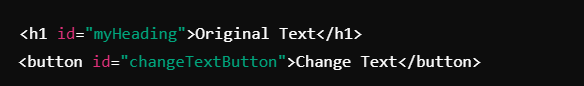 <h1 id="myHeading">Original Text</h1>
<button id="changeTextButton">Change Text</button>